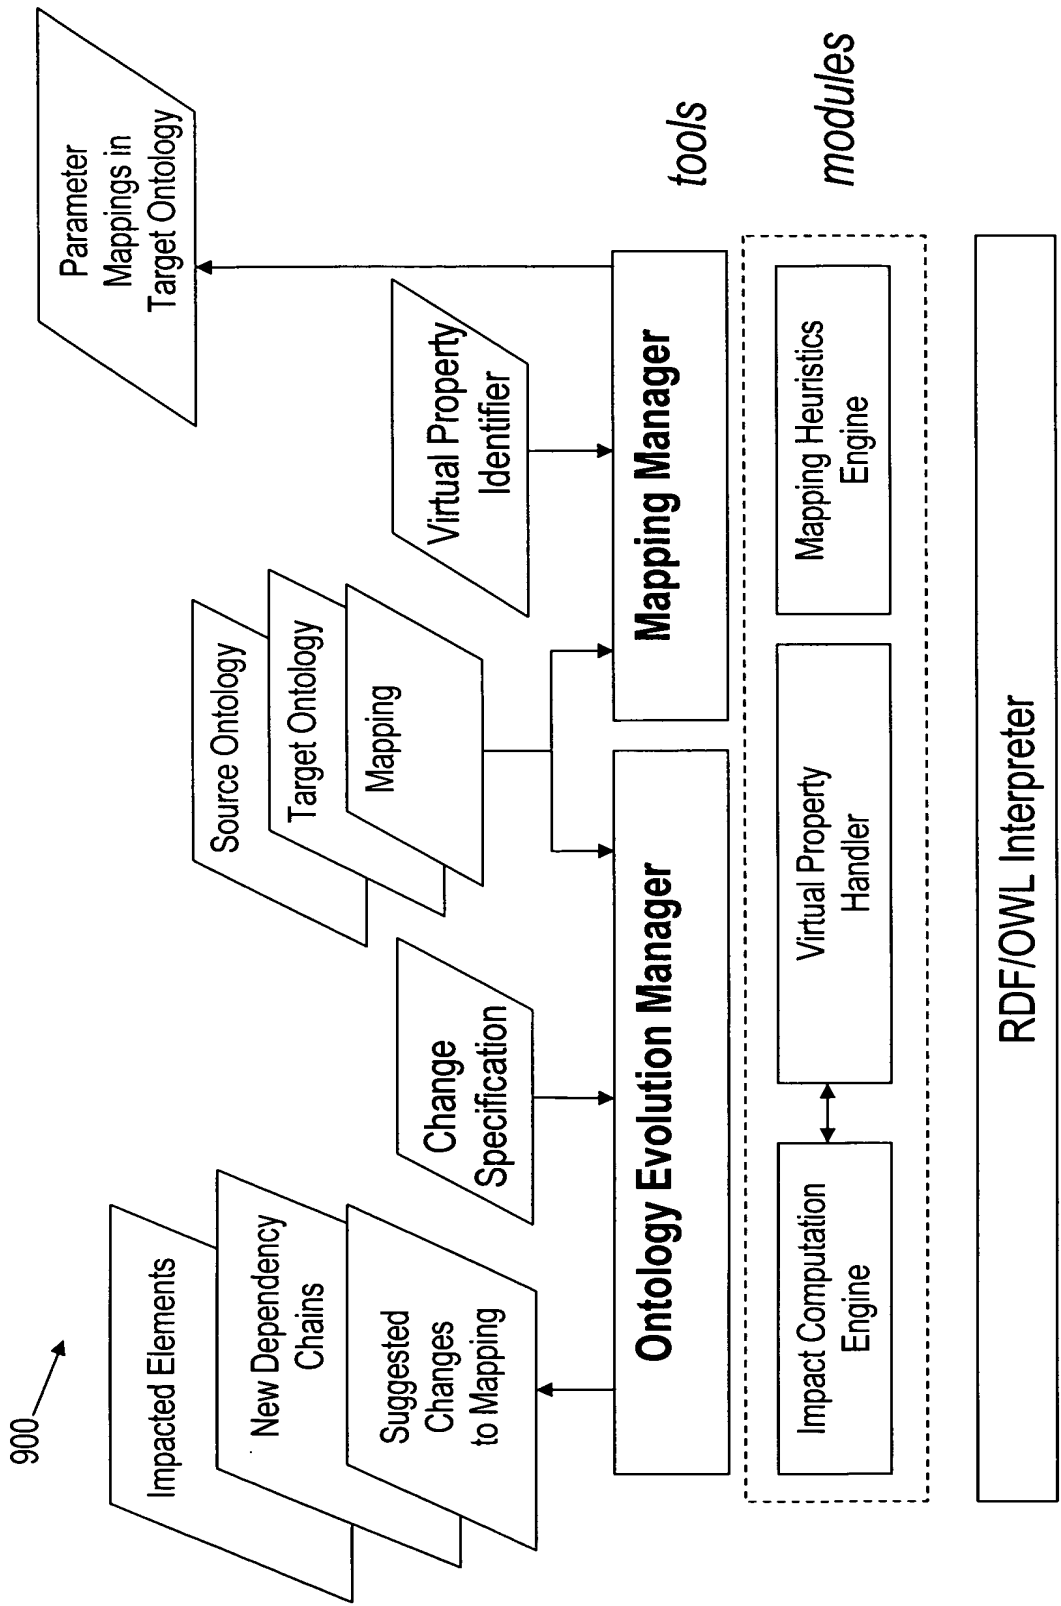 900
Impacted Elements
New Dependency
Chains
Suggested
Changes
to Mapping
Change
Specification
Source Ontology
Target Ontology
Mapping
Virtual Property
Identifier
Parameter
Mappings in
Target Ontology
Ontology Evolution Manager
Mapping Manager
tools
Impact Computation
Engine
Virtual Property
Handler
Mapping Heuristics
Engine
modules
RDF/OWL Interpreter